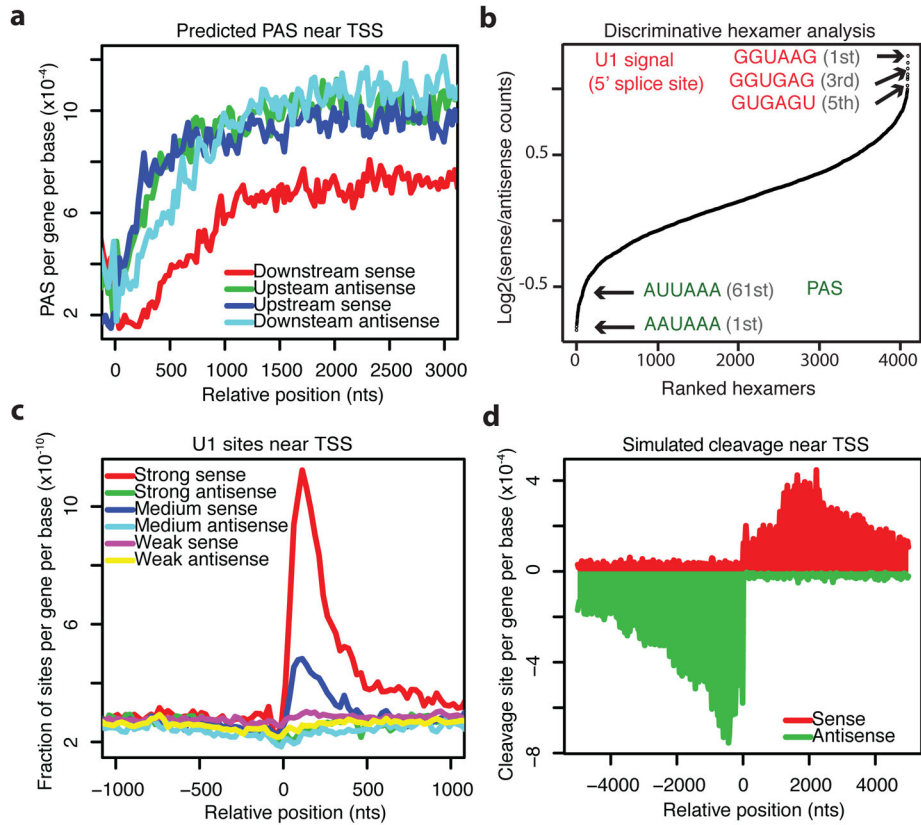 a
Predicted PAS near TSS
PAS per gene per base (x10⁻⁴)
10
6
2
Downstream sense
Upsteam antisense
Upstream sense
Downsteam antisense
0 500 1000 1500 2000 2500 3000
Relative position (nts)
b
Discriminative hexamer analysis
Log2(sense/antisense counts)
0.5
-0.5
U1 signal
(5' splice site)
GGUAAG (1st)
GGUGAG (3rd)
GUGAGU (5th)
AUUAAA (61st) PAS
AAUAAA (1st)
0 1000 2000 3000 4000
Ranked hexamers
c
U1 sites near TSS
Fraction of sites per gene per base (x10⁻¹⁰)
10
6
2
Strong sense
Strong antisense
Medium sense
Medium antisense
Weak sense
Weak antisense
−1000 −500 0 500 1000
Relative position (nts)
d
Simulated cleavage near TSS
Cleavage site per gene per base (x10⁻⁴)
4
0
−4
−8
Sense
Antisense
−4000 −2000 0 2000 4000
Relative position (nts)